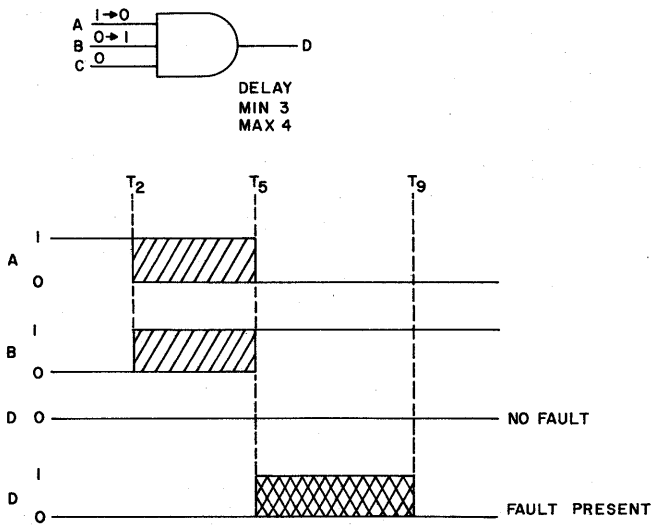 A 1→0
B 0→1
C 0
D
DELAY
MIN 3
MAX 4
T2 T5 T9
A 1
0
B 1
0
D 0 NO FAULT
D 1
0 FAULT PRESENT